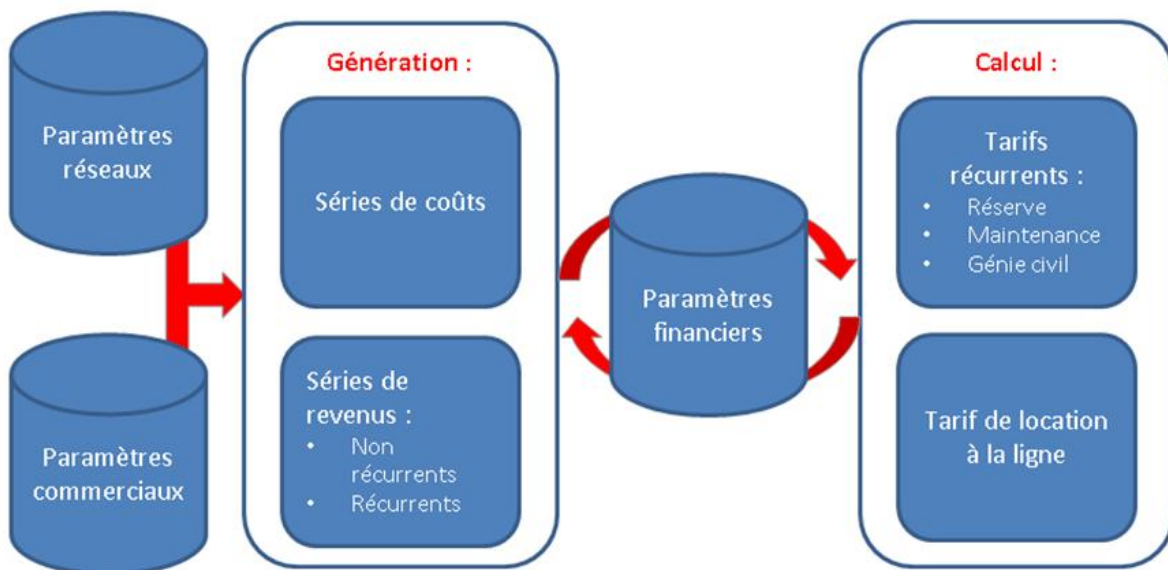 Paramètres
réseaux
Paramètres
commerciaux
Génération :
Séries de coûts
Séries de
revenus :
• Non
récurrents
• Récurrents
Paramètres
financiers
Calcul :
Tarifs
récurrents :
• Réserve
• Maintenance
• Génie civil
Tarif de location
à la ligne